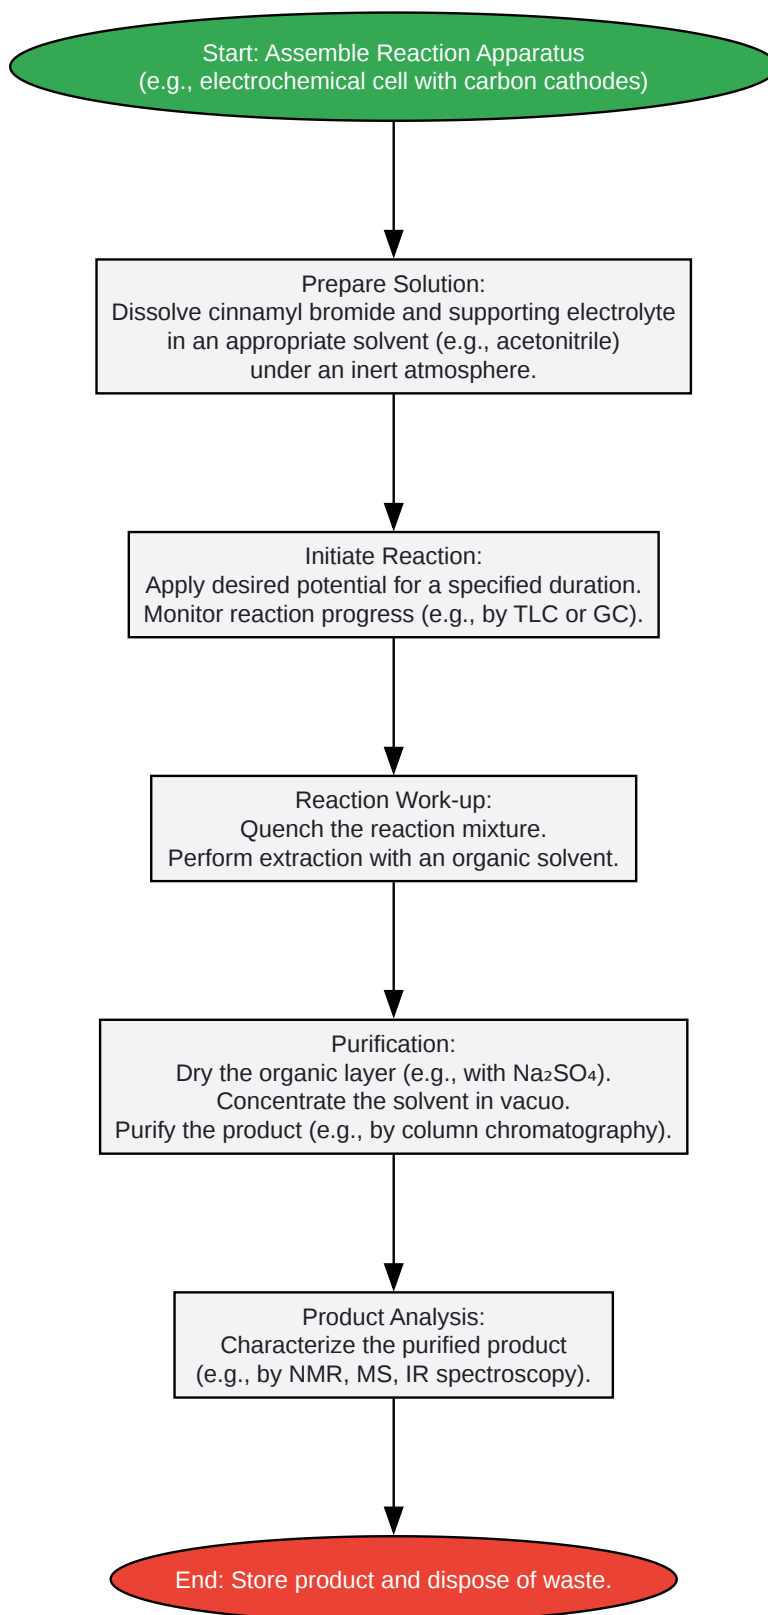 Start: Assemble Reaction Apparatus
(e.g., electrochemical cell with carbon cathodes)
Prepare Solution:
Dissolve cinnamyl bromide and supporting electrolyte
in an appropriate solvent (e.g., acetonitrile)
under an inert atmosphere.
Initiate Reaction:
Apply desired potential for a specified duration.
Monitor reaction progress (e.g., by TLC or GC).
Reaction Work-up:
Quench the reaction mixture.
Perform extraction with an organic solvent.
Purification:
Dry the organic layer (e.g., with Na₂SO₄).
Concentrate the solvent in vacuo.
Purify the product (e.g., by column chromatography).
Product Analysis:
Characterize the purified product
(e.g., by NMR, MS, IR spectroscopy).
End: Store product and dispose of waste.